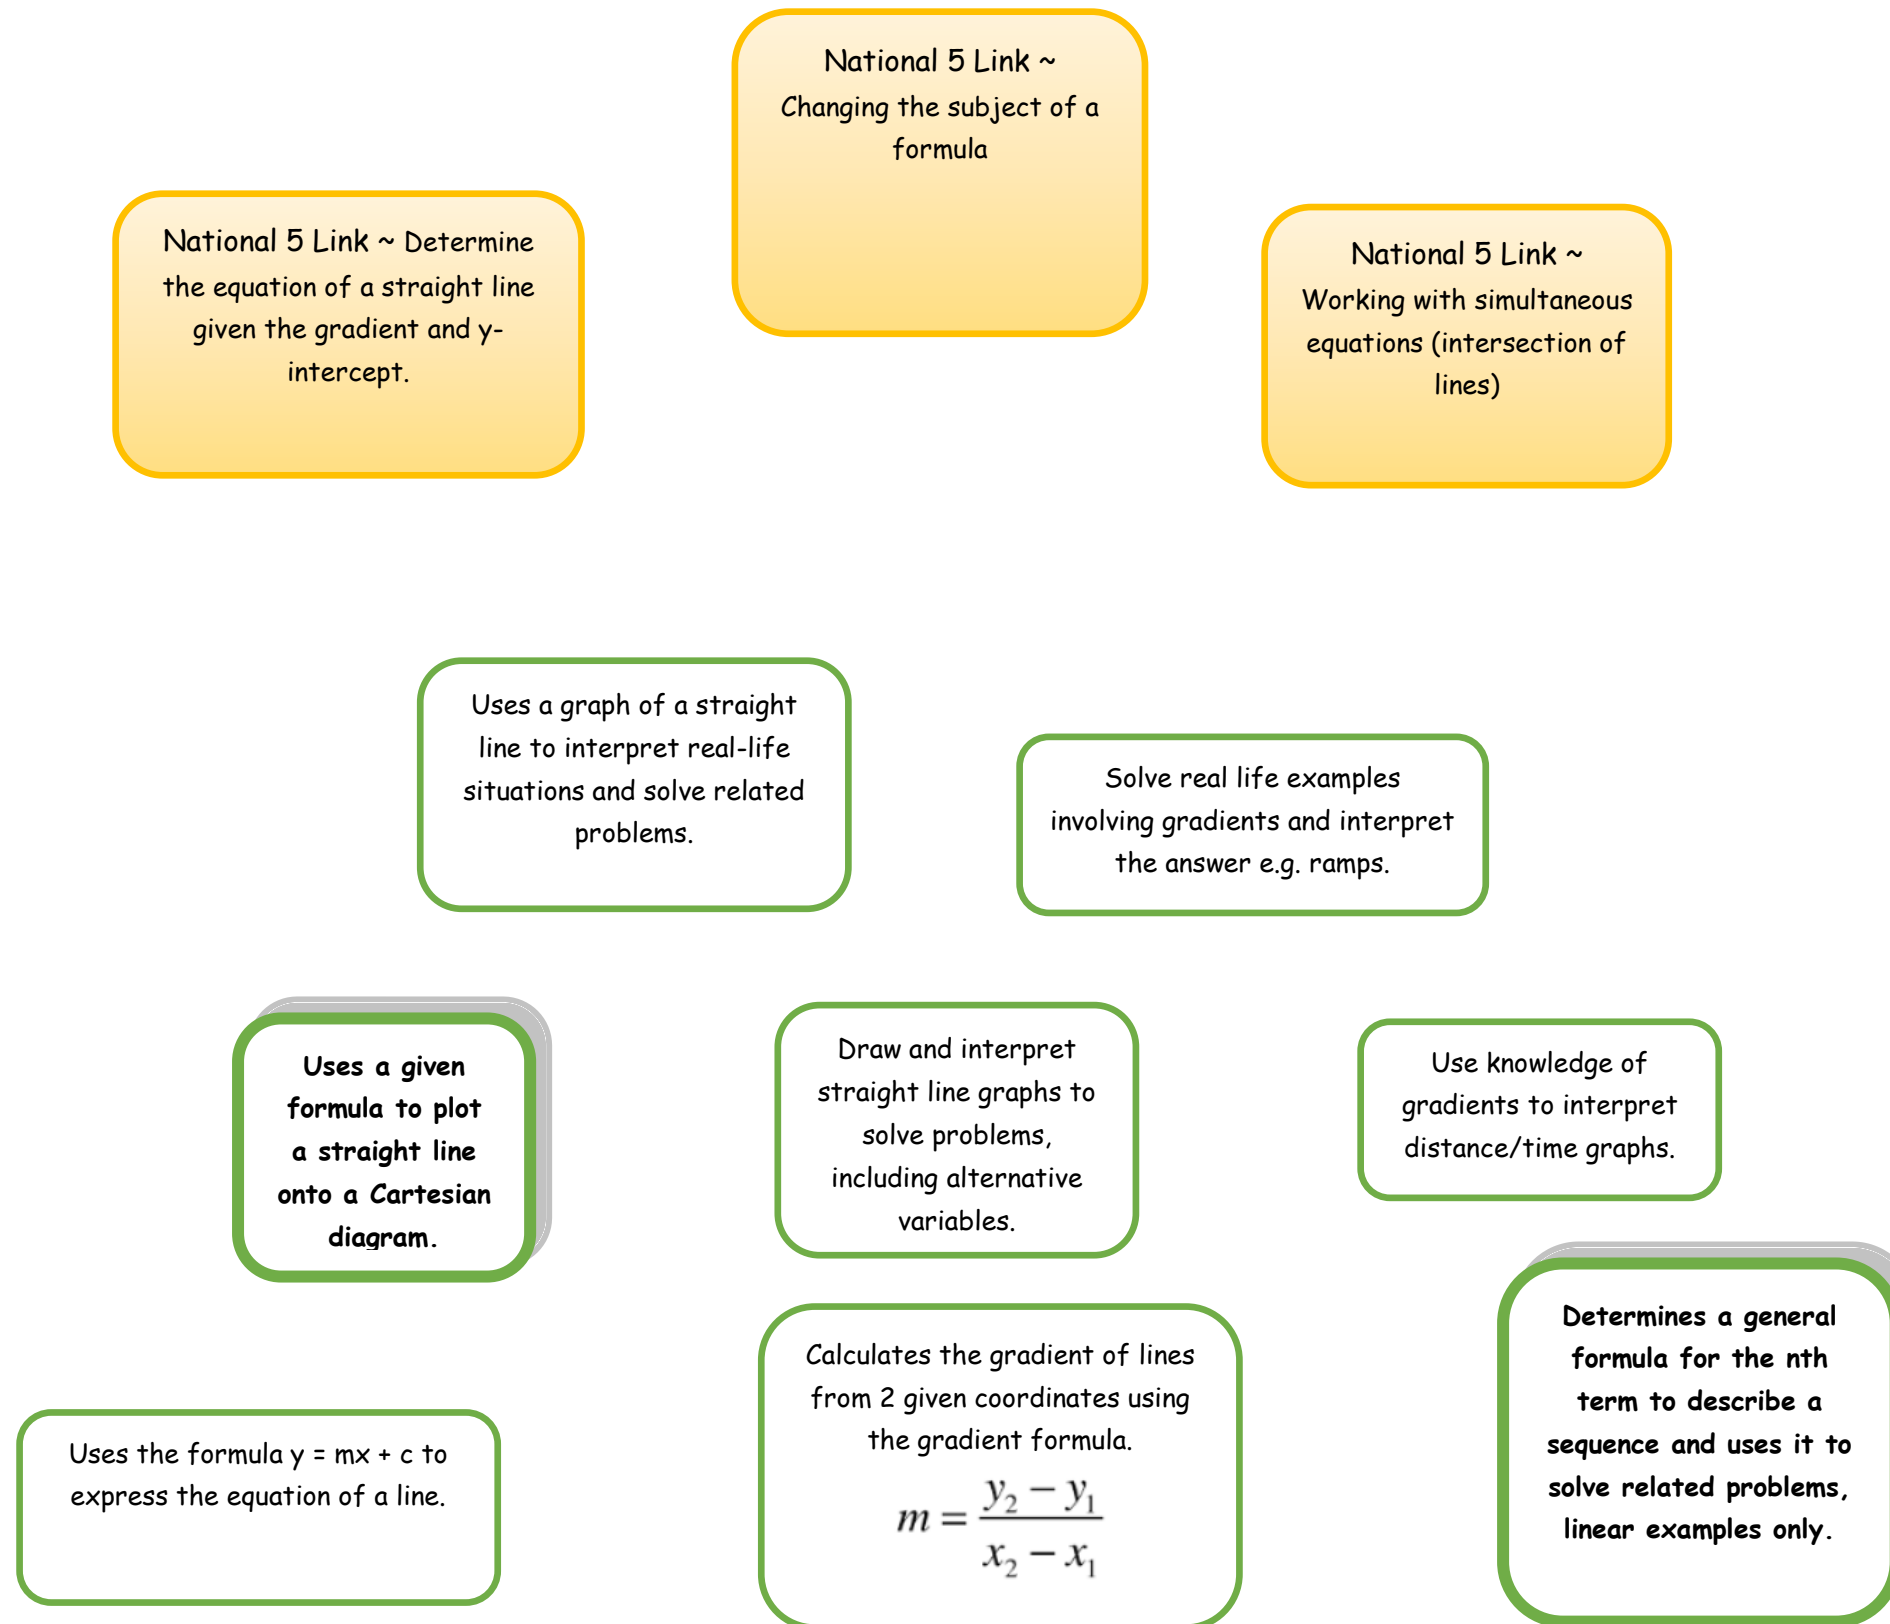 National 5 Link ~
Changing the subject of a
formula
National 5 Link ~ Determine
the equation of a straight line
given the gradient and y-
intercept.
National 5 Link ~
Working with simultaneous
equations (intersection of
lines)
Uses a graph of a straight
line to interpret real-life
situations and solve related
problems.
Solve real life examples
involving gradients and interpret
the answer e.g. ramps.
Uses a given
formula to plot
a straight line
onto a Cartesian
diagram.
Draw and interpret
straight line graphs to
solve problems,
including alternative
variables.
Use knowledge of
gradients to interpret
distance/time graphs.
Uses the formula y = mx + c to
express the equation of a line.
Calculates the gradient of lines
from 2 given coordinates using
the gradient formula.
m = (y₂ − y₁) / (x₂ − x₁)
Determines a general
formula for the nth
term to describe a
sequence and uses it to
solve related problems,
linear examples only.